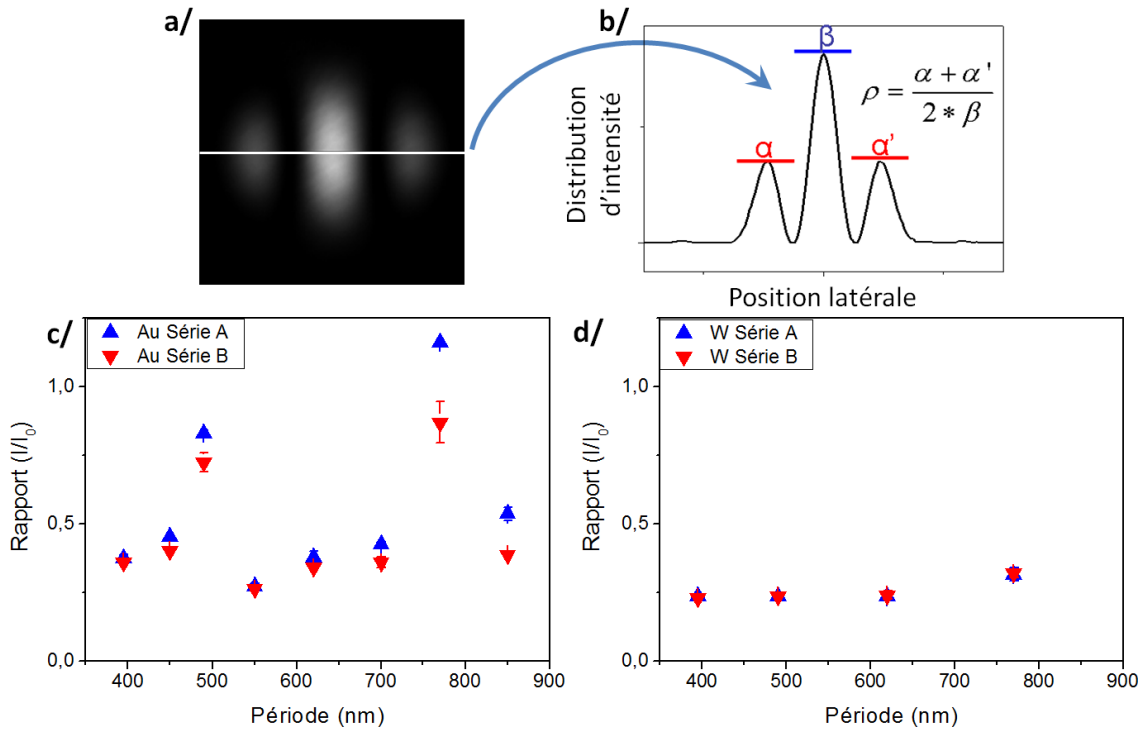 a/
b/
β
α
α'
ρ = (α + α ') / (2 * β)
Distribution
d'intensité
Position latérale
c/
Au Série A
Au Série B
1,0
0,5
0,0
Rapport (I/I₀)
400 500 600 700 800 900
Période (nm)
d/
W Série A
W Série B
1,0
0,5
0,0
Rapport (I/I₀)
400 500 600 700 800 900
Période (nm)